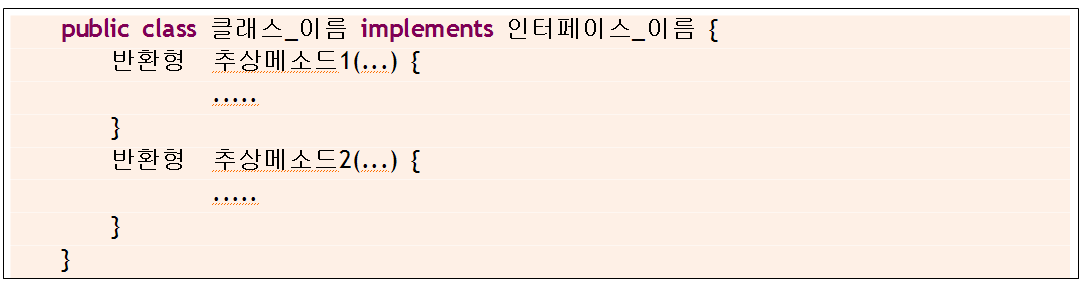 public class 클래스_이름 implements 인터페이스_이름 {
반환형 추상메소드1(...) {
.....
}
반환형 추상메소드2(...) {
.....
}
}